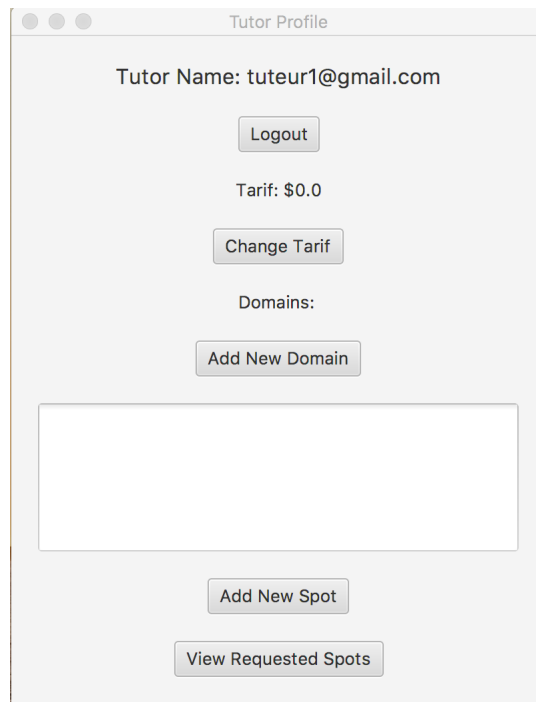 Tutor Profile
Tutor Name: tuteur1@gmail.com
Logout
Tarif: $0.0
Change Tarif
Domains:
Add New Domain
Add New Spot
View Requested Spots